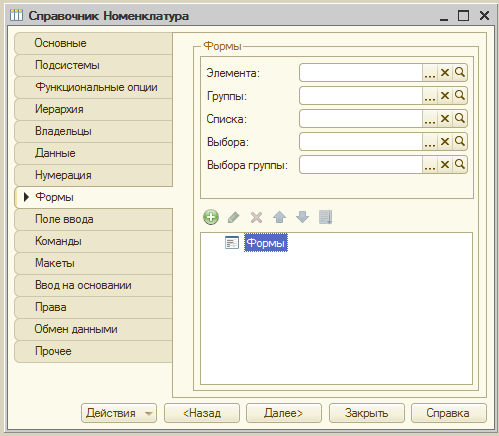 Справочник Номенклатура
Основные
Подсистемы
Функциональные опции
Иерархия
Владельцы
Данные
Нумерация
Формы
Поле ввода
Команды
Макеты
Ввод на основании
Права
Обмен данными
Прочее
Формы
Элемента:
Группы:
Списка:
Выбора:
Выбора группы:
Формы
Действия
<Назад
Далее>
Закрыть
Справка